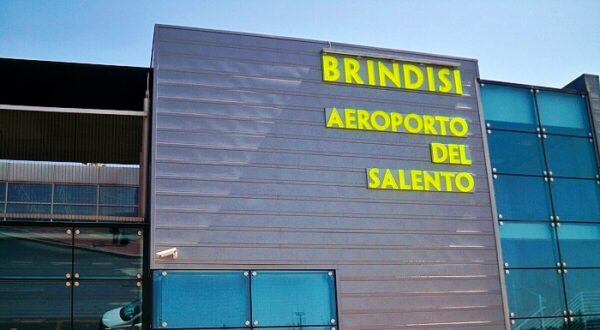 BRINDISI
AEROPORTO
DEL
SALENTO